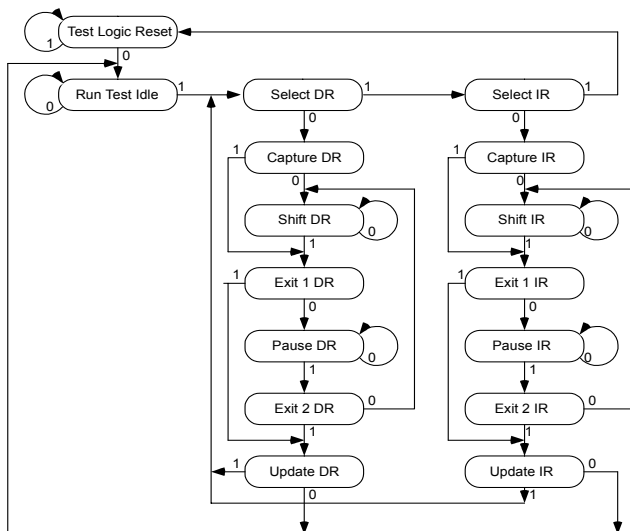 Test Logic Reset
1
0
Run Test Idle
0
1
Select DR
1
Select IR
1
0
0
1
Capture DR
0
1
Capture IR
0
Shift DR
0
Shift IR
0
1
1
1
Exit 1 DR
0
1
Exit 1 IR
0
Pause DR
0
Pause IR
0
1
1
Exit 2 DR
0
Exit 2 IR
0
1
1
1
Update DR
0
Update IR
0
1